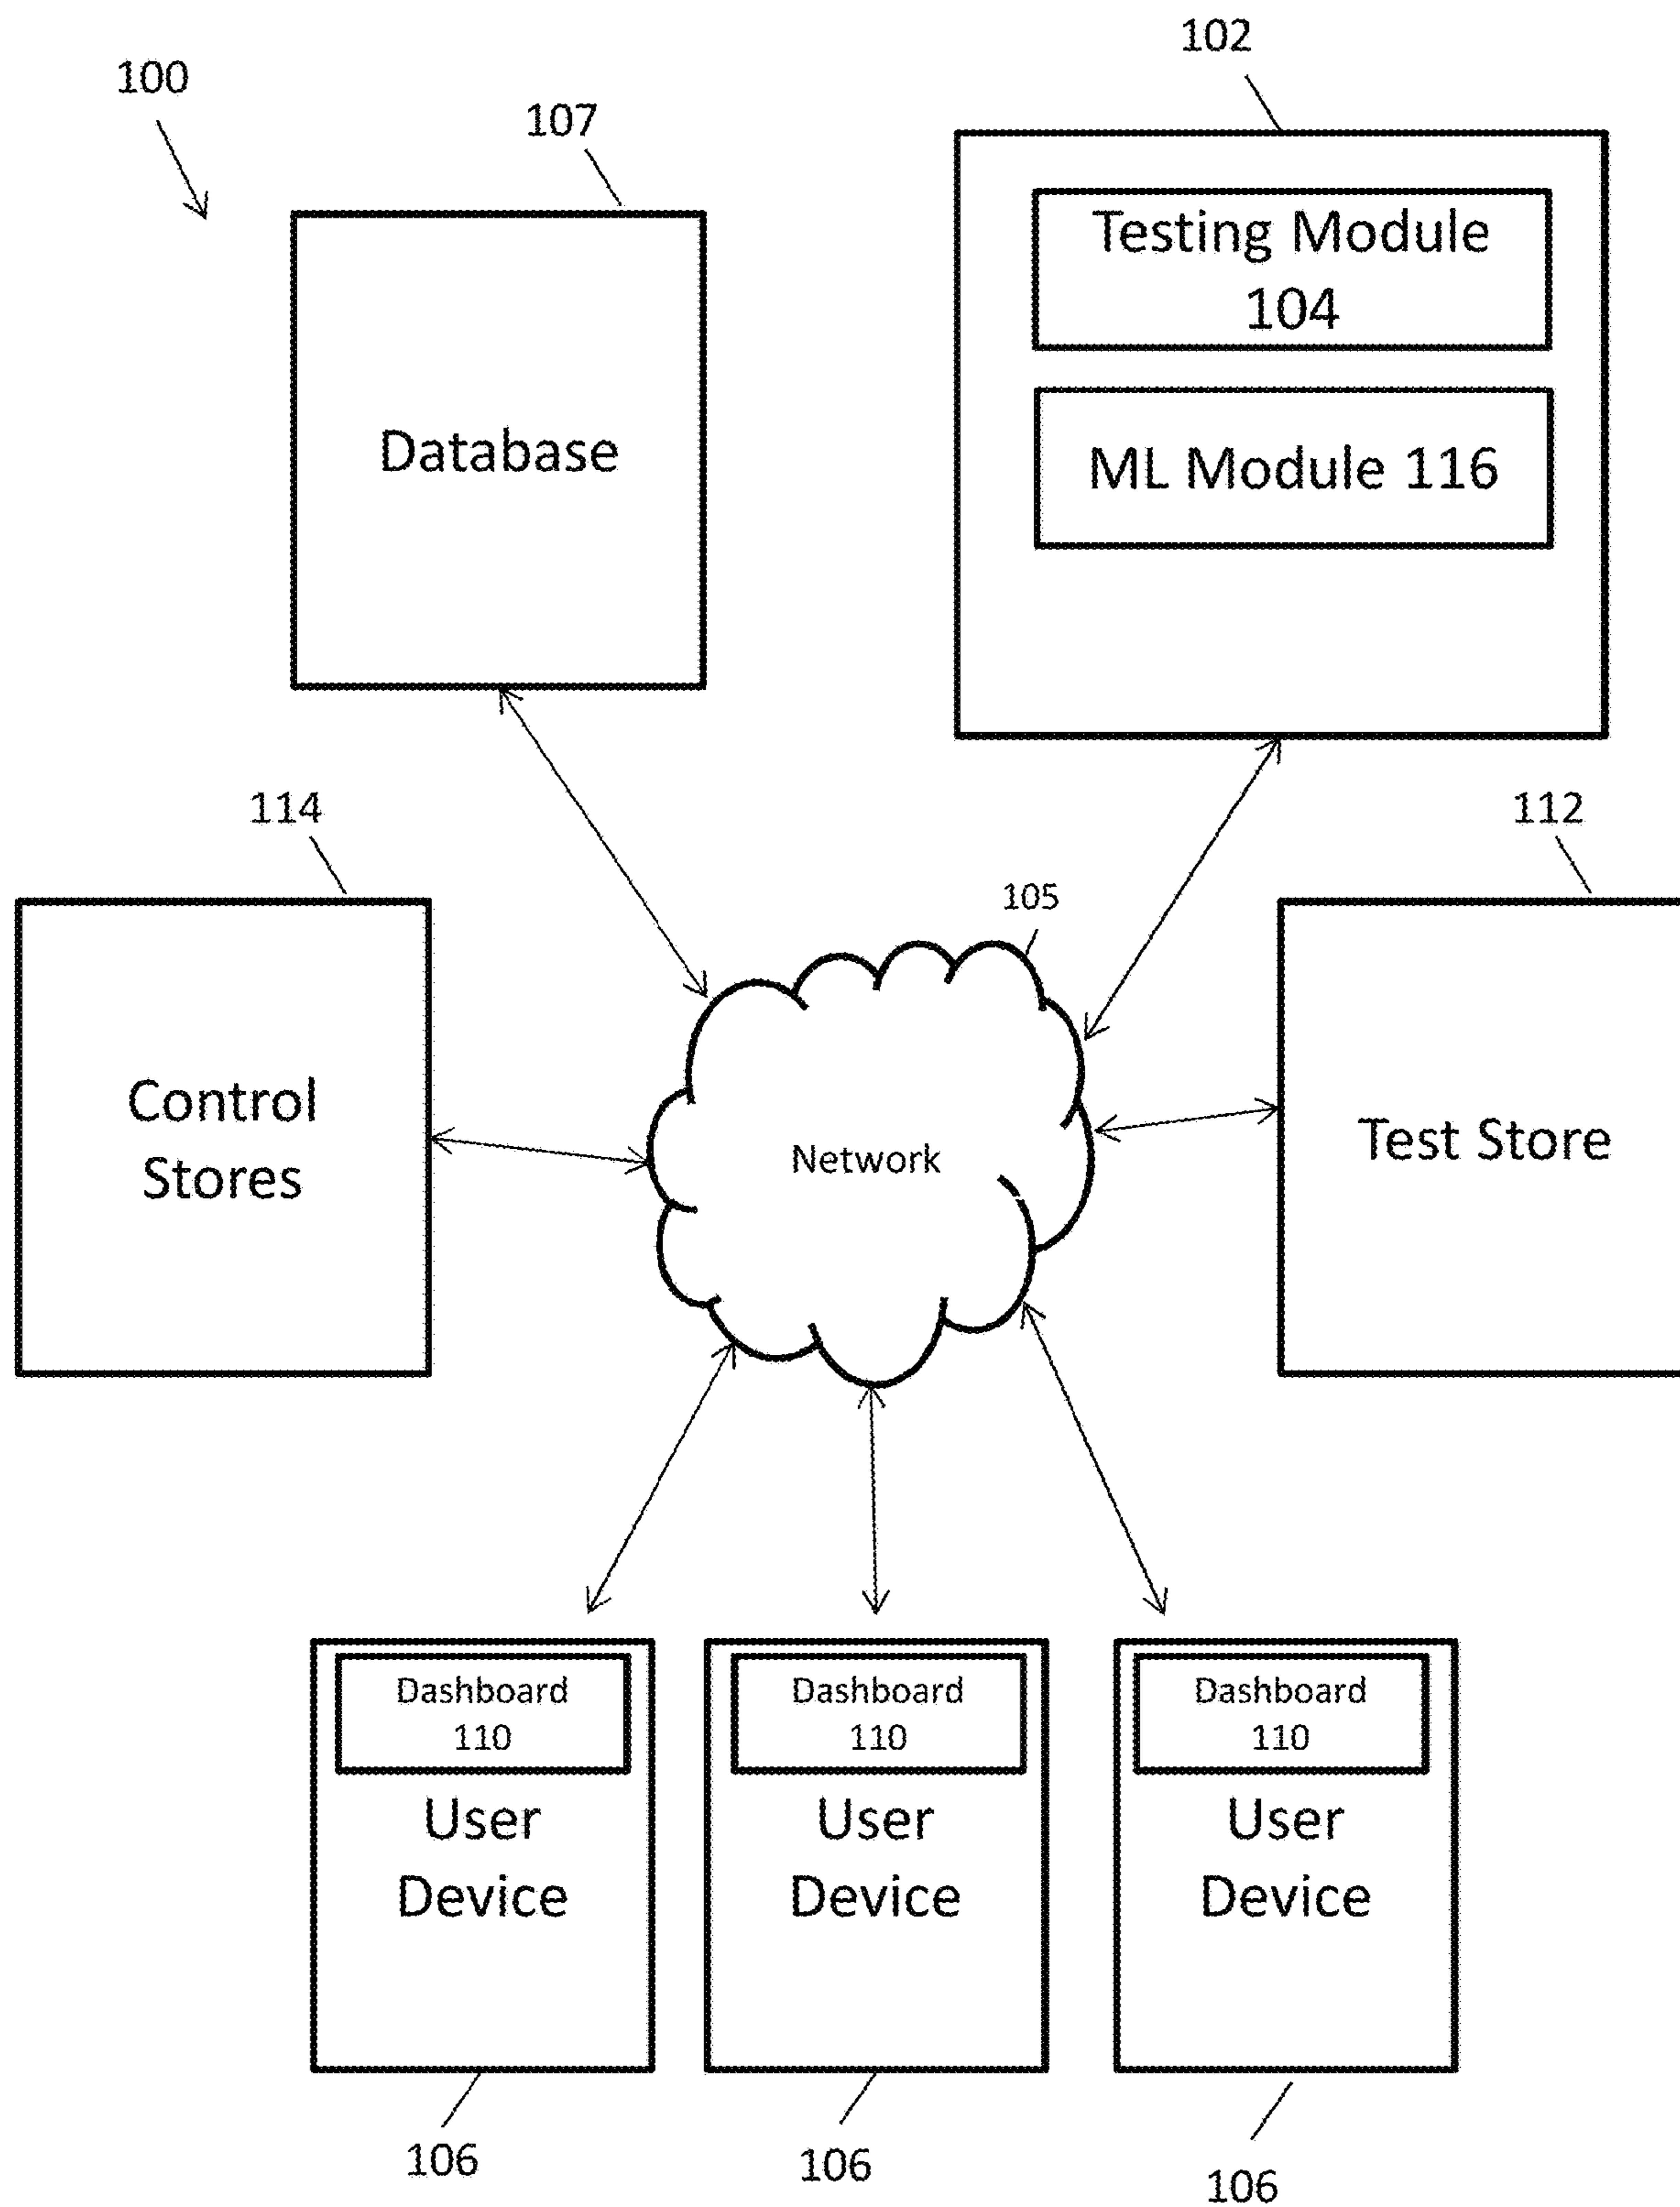 102
100
107
Testing Module
104
Database
ML Module 116
114
112
105
Control
Stores
Network
Test Store
Dashboard
110
User
Device
Dashboard
110
User
Device
Dashboard
110
User
Device
106
106
106